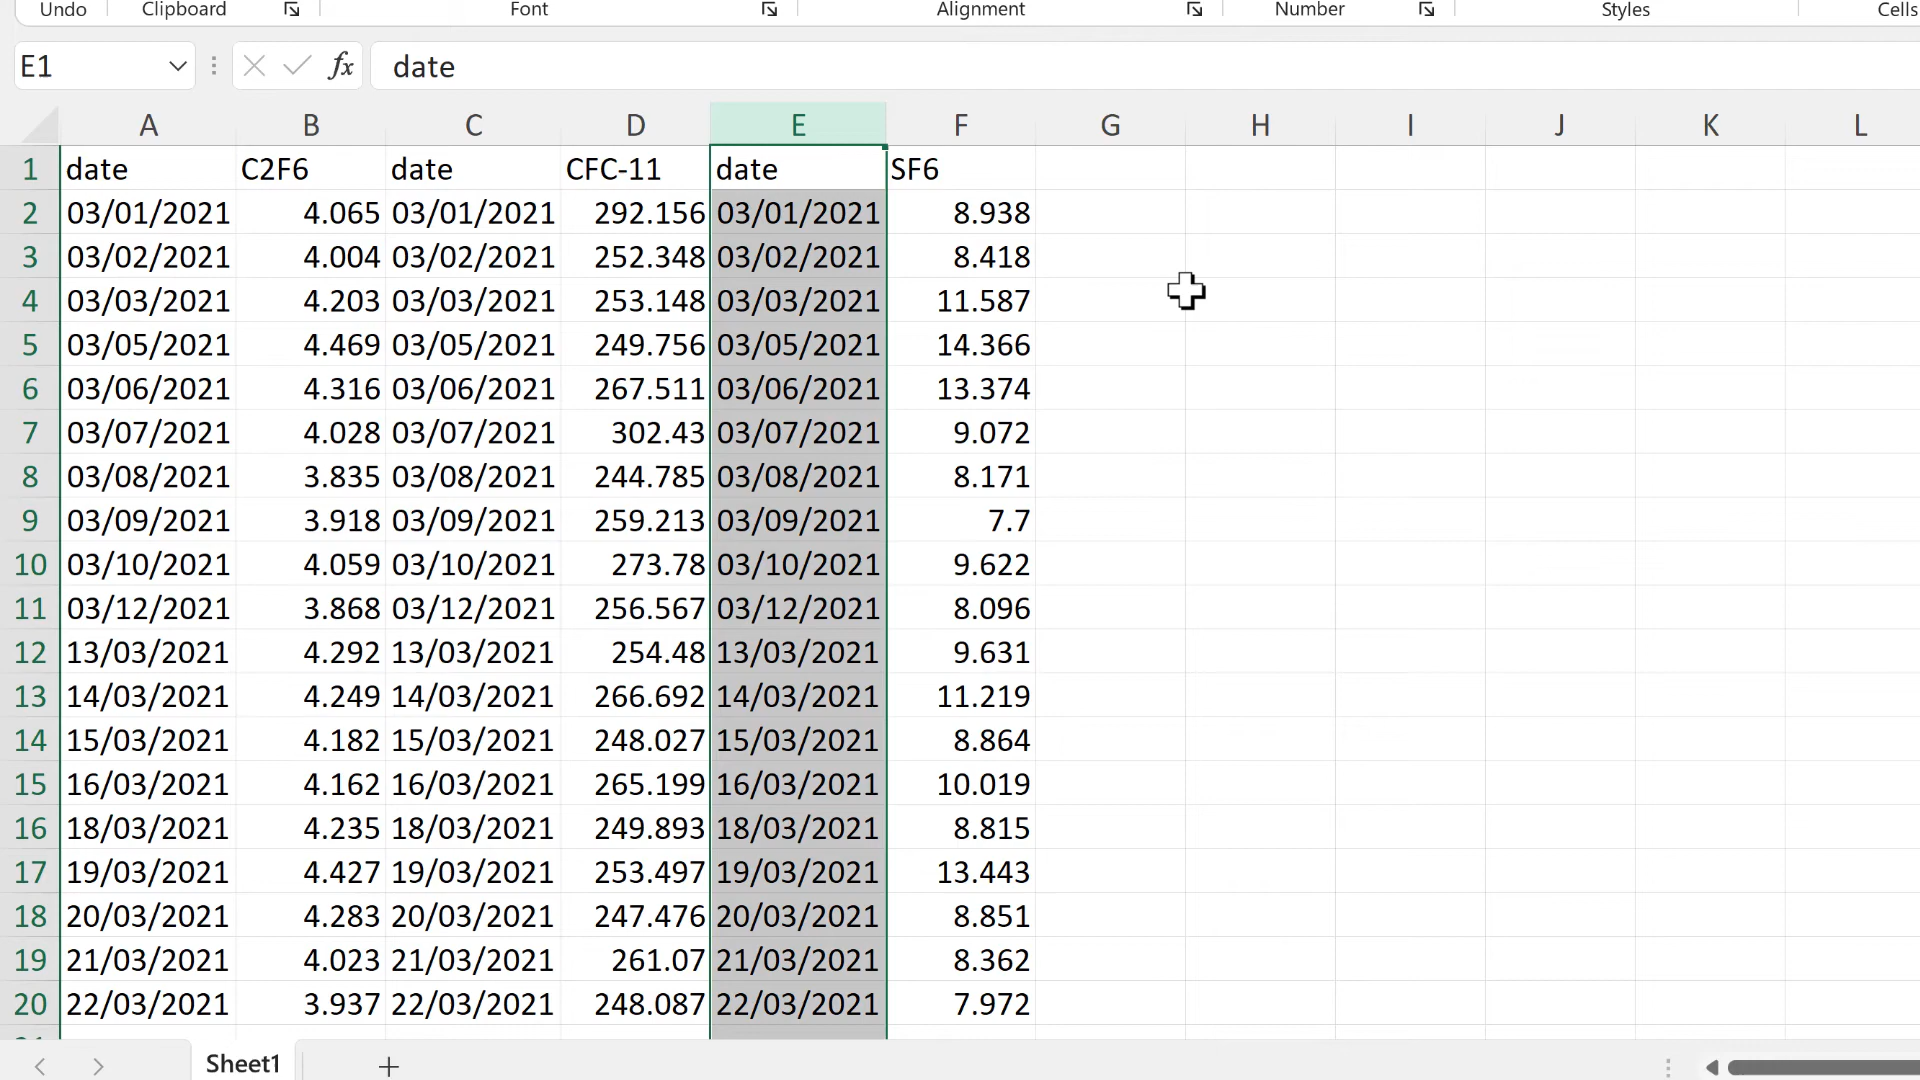 Undo Clipboard Font Alignment Number Styles Cells
E1 fx date
A B C D E F G H I J K L
1 date C2F6 date CFC-11 date SF6
2 03/01/2021 4.065 03/01/2021 292.156 03/01/2021 8.938
3 03/02/2021 4.004 03/02/2021 252.348 03/02/2021 8.418
4 03/03/2021 4.203 03/03/2021 253.148 03/03/2021 11.587
5 03/05/2021 4.469 03/05/2021 249.756 03/05/2021 14.366
6 03/06/2021 4.316 03/06/2021 267.511 03/06/2021 13.374
7 03/07/2021 4.028 03/07/2021 302.43 03/07/2021 9.072
8 03/08/2021 3.835 03/08/2021 244.785 03/08/2021 8.171
9 03/09/2021 3.918 03/09/2021 259.213 03/09/2021 7.7
10 03/10/2021 4.059 03/10/2021 273.78 03/10/2021 9.622
11 03/12/2021 3.868 03/12/2021 256.567 03/12/2021 8.096
12 13/03/2021 4.292 13/03/2021 254.48 13/03/2021 9.631
13 14/03/2021 4.249 14/03/2021 266.692 14/03/2021 11.219
14 15/03/2021 4.182 15/03/2021 248.027 15/03/2021 8.864
15 16/03/2021 4.162 16/03/2021 265.199 16/03/2021 10.019
16 18/03/2021 4.235 18/03/2021 249.893 18/03/2021 8.815
17 19/03/2021 4.427 19/03/2021 253.497 19/03/2021 13.443
18 20/03/2021 4.283 20/03/2021 247.476 20/03/2021 8.851
19 21/03/2021 4.023 21/03/2021 261.07 21/03/2021 8.362
20 22/03/2021 3.937 22/03/2021 248.087 22/03/2021 7.972
Sheet1